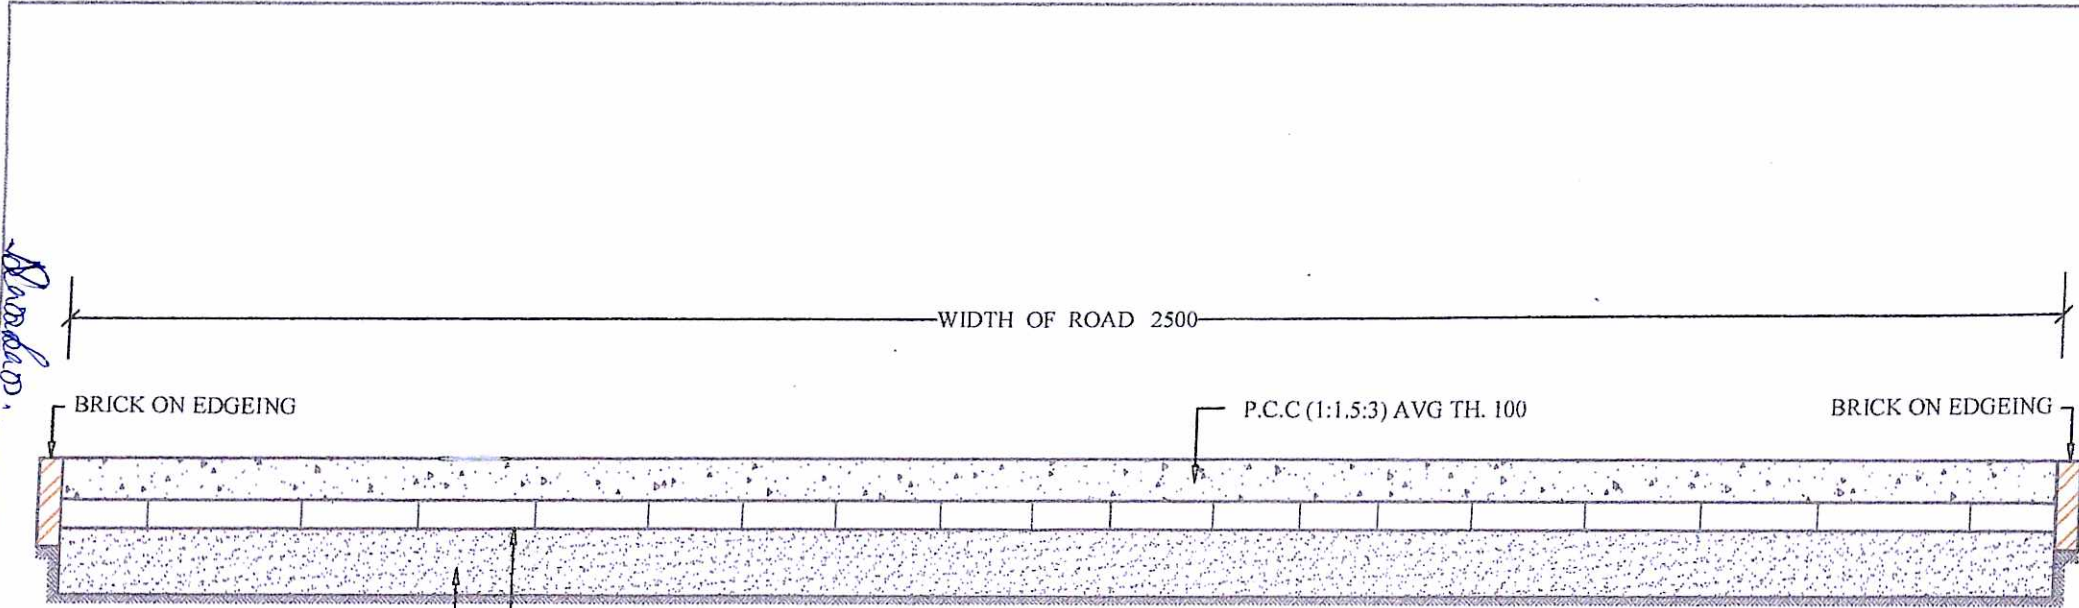 WIDTH OF ROAD 2500
BRICK ON EDGEING
P.C.C (1:1.5:3) AVG TH. 100
BRICK ON EDGEING